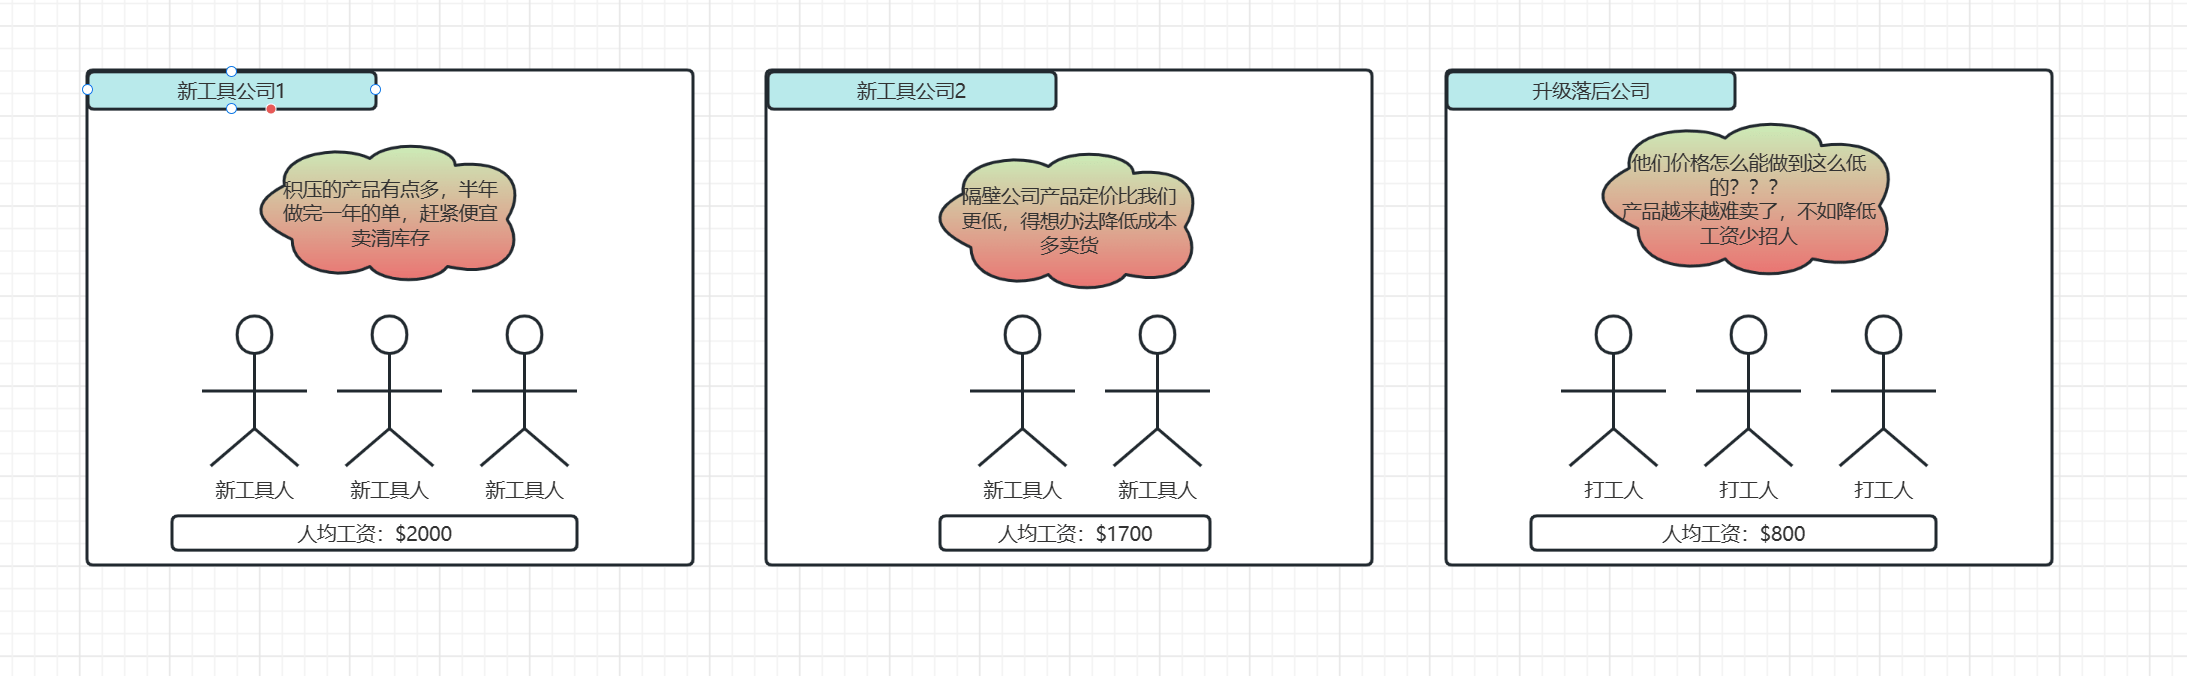 新工具公司1
积压的产品有点多，半年
做完一年的单，赶紧便宜
卖清库存
新工具人
新工具人
新工具人
人均工资：$2000
新工具公司2
隔壁公司产品定价比我们
更低，得想办法降低成本
多卖货
新工具人
新工具人
人均工资：$1700
升级落后公司
他们价格怎么能做到这么低
的？？？
产品越来越难卖了，不如降低
工资少招人
打工人
打工人
打工人
人均工资：$800